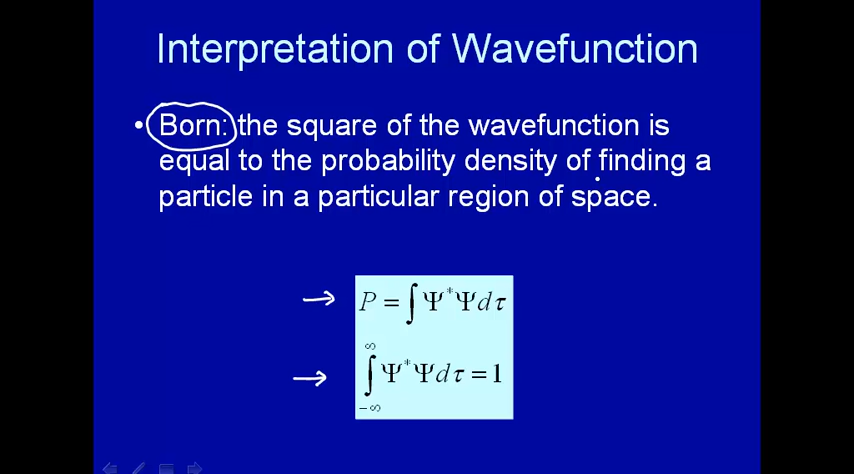 Interpretation of Wavefunction
• Born: the square of the wavefunction is
equal to the probability density of finding a
particle in a particular region of space.
→ P = ∫ Ψ*Ψdτ
→ ∫_{-∞}^{∞} Ψ*Ψdτ = 1